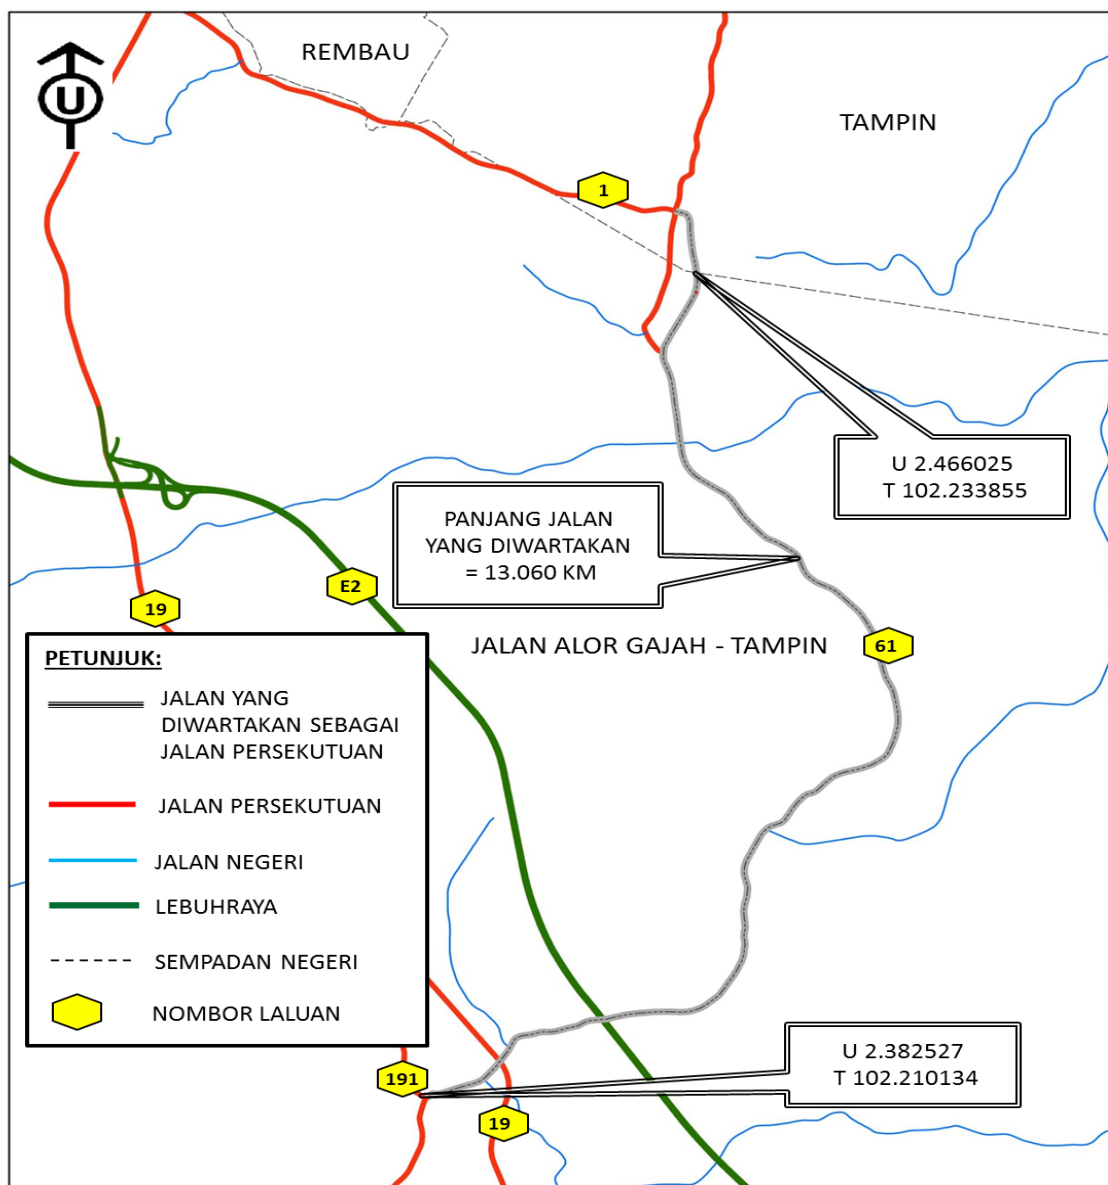 U
REMBAU
TAMPIN
1
U 2.466025
T 102.233855
PANJANG JALAN
YANG DIWARTAKAN
= 13.060 KM
E2
19
JALAN ALOR GAJAH - TAMPIN
61
PETUNJUK:
JALAN YANG
DIWARTAKAN SEBAGAI
JALAN PERSEKUTUAN
JALAN PERSEKUTUAN
JALAN NEGERI
LEBUHRAYA
SEMPADAN NEGERI
NOMBOR LALUAN
U 2.382527
T 102.210134
191
19